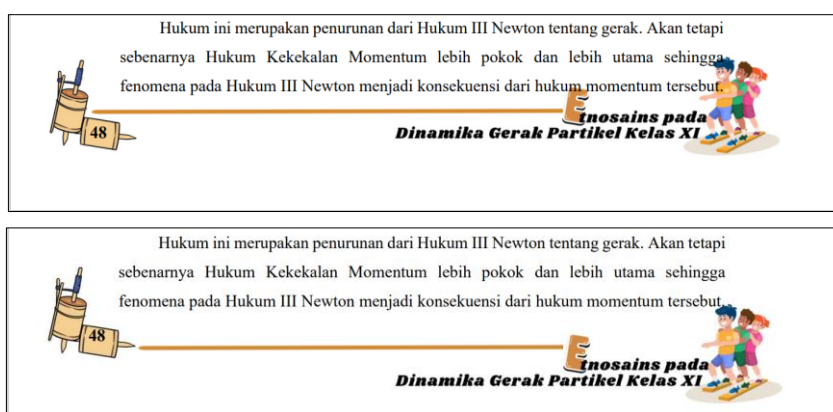 Hukum ini merupakan penurunan dari Hukum III Newton tentang gerak. Akan tetapi
sebenarnya Hukum Kekekalan Momentum lebih pokok dan lebih utama sehingga
fenomena pada Hukum III Newton menjadi konsekuensi dari hukum momentum tersebut.
48
Etnosains pada
Dinamika Gerak Partikel Kelas XI
Hukum ini merupakan penurunan dari Hukum III Newton tentang gerak. Akan tetapi
sebenarnya Hukum Kekekalan Momentum lebih pokok dan lebih utama sehingga
fenomena pada Hukum III Newton menjadi konsekuensi dari hukum momentum tersebut.
48
Etnosains pada
Dinamika Gerak Partikel Kelas XI